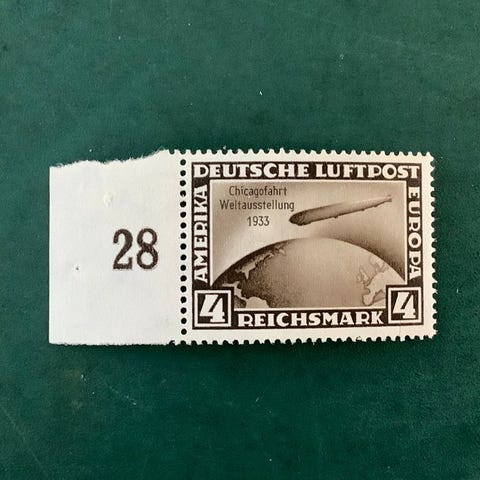 28
DEUTSCHE LUFTPOST
AMERIKA
Chicagofahrt
Weltausstellung
1933
EUROPA
4
REICHSMARK
4